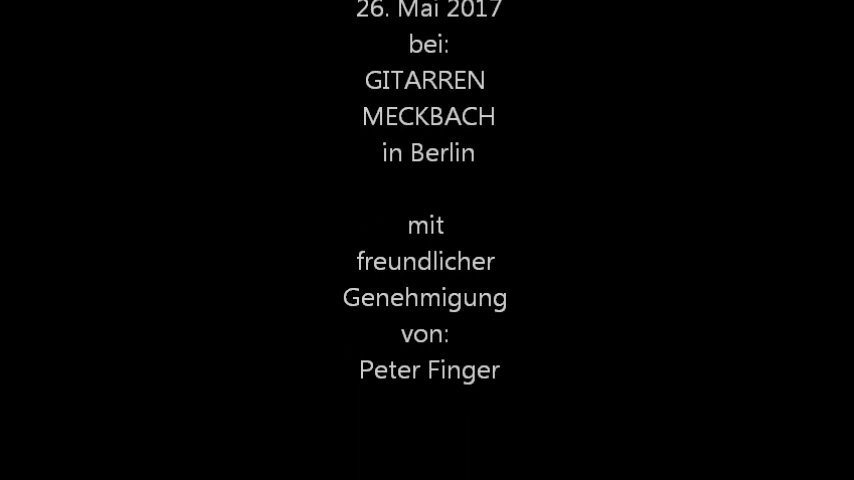 26. Mai 2017
bei:
GITARREN
MECKBACH
in Berlin
mit
freundlicher
Genehmigung
von:
Peter Finger